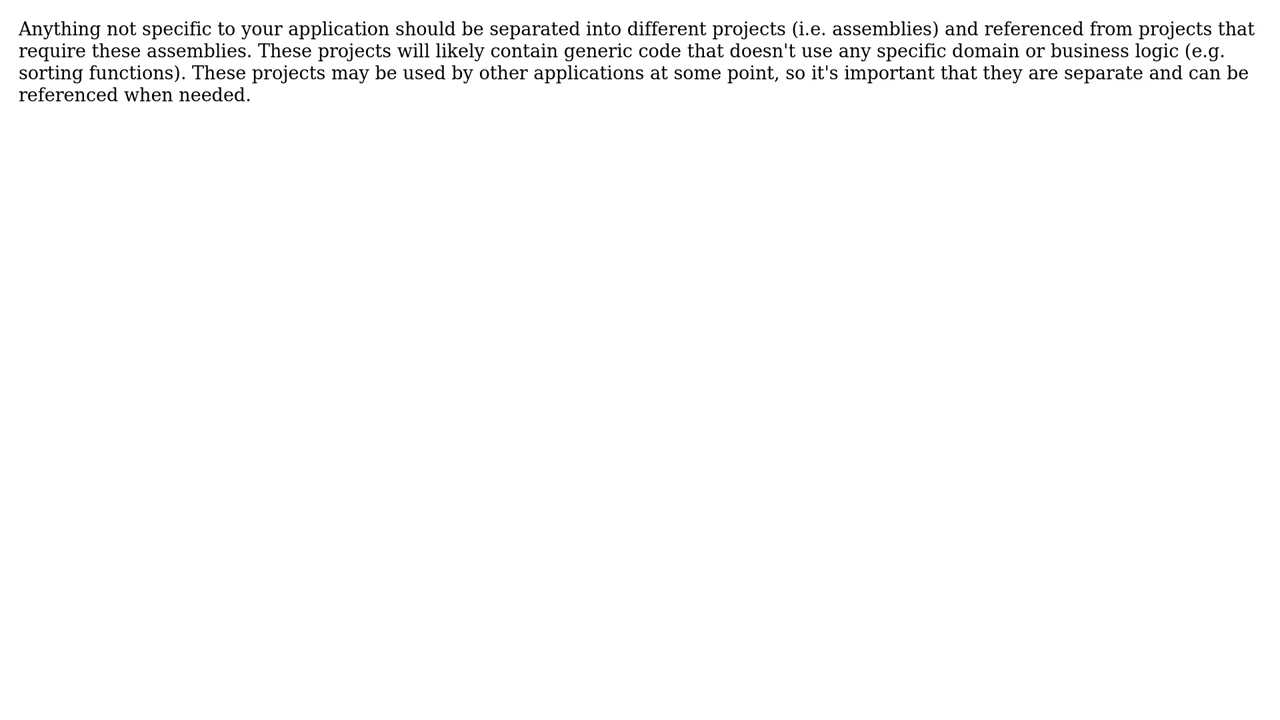 Anything not specific to your application should be separated into different projects (i.e. assemblies) and referenced from projects that
require these assemblies. These projects will likely contain generic code that doesn't use any specific domain or business logic (e.g.
sorting functions). These projects may be used by other applications at some point, so it's important that they are separate and can be
referenced when needed.